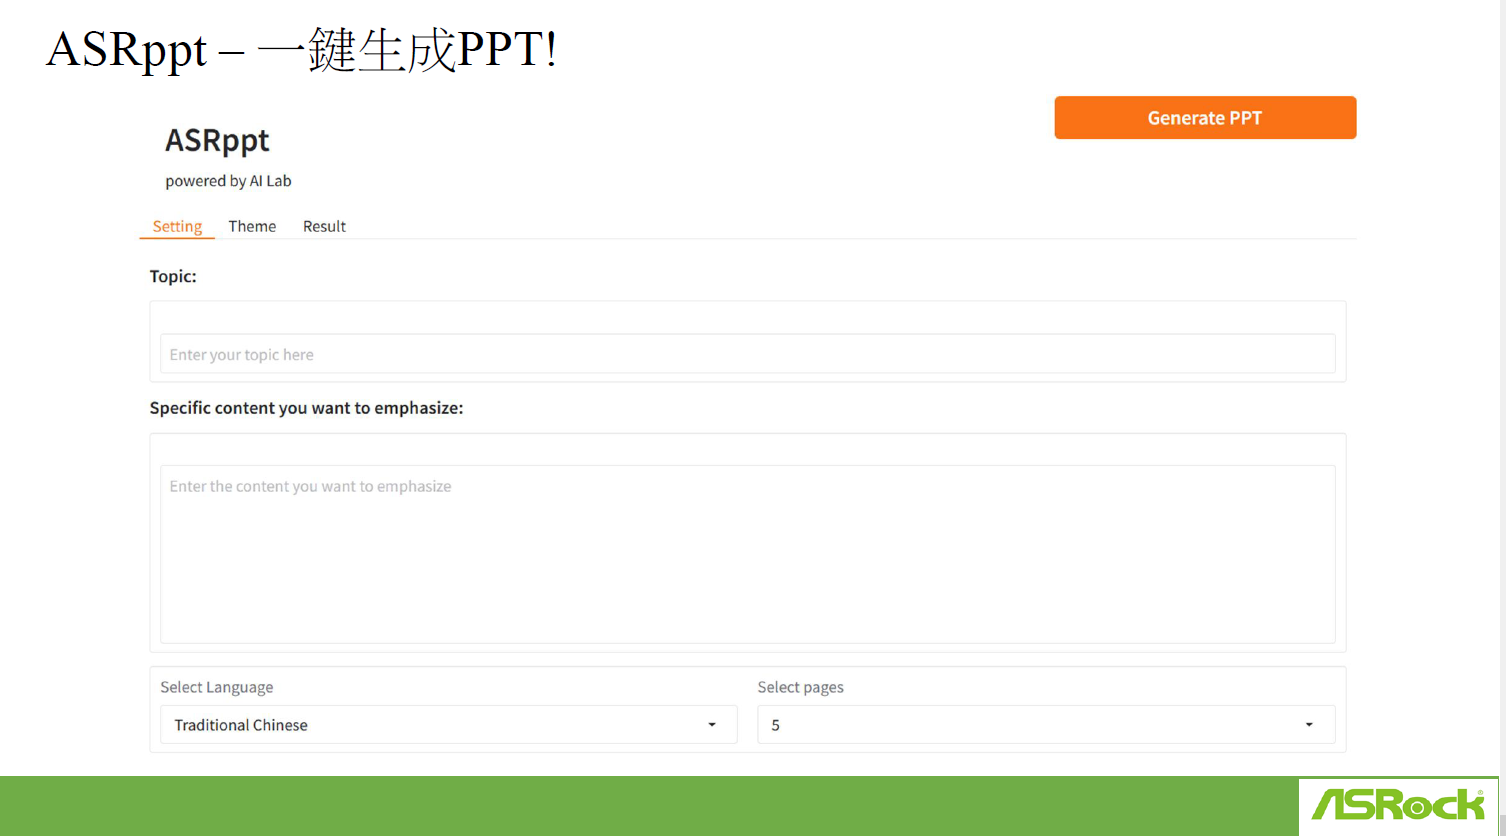 ASRppt – 一鍵生成PPT!
Generate PPT
ASRppt
powered by AI Lab
Setting Theme Result
Topic:
Enter your topic here
Specific content you want to emphasize:
Enter the content you want to emphasize
Select Language Select pages
Traditional Chinese 5
ASRock®